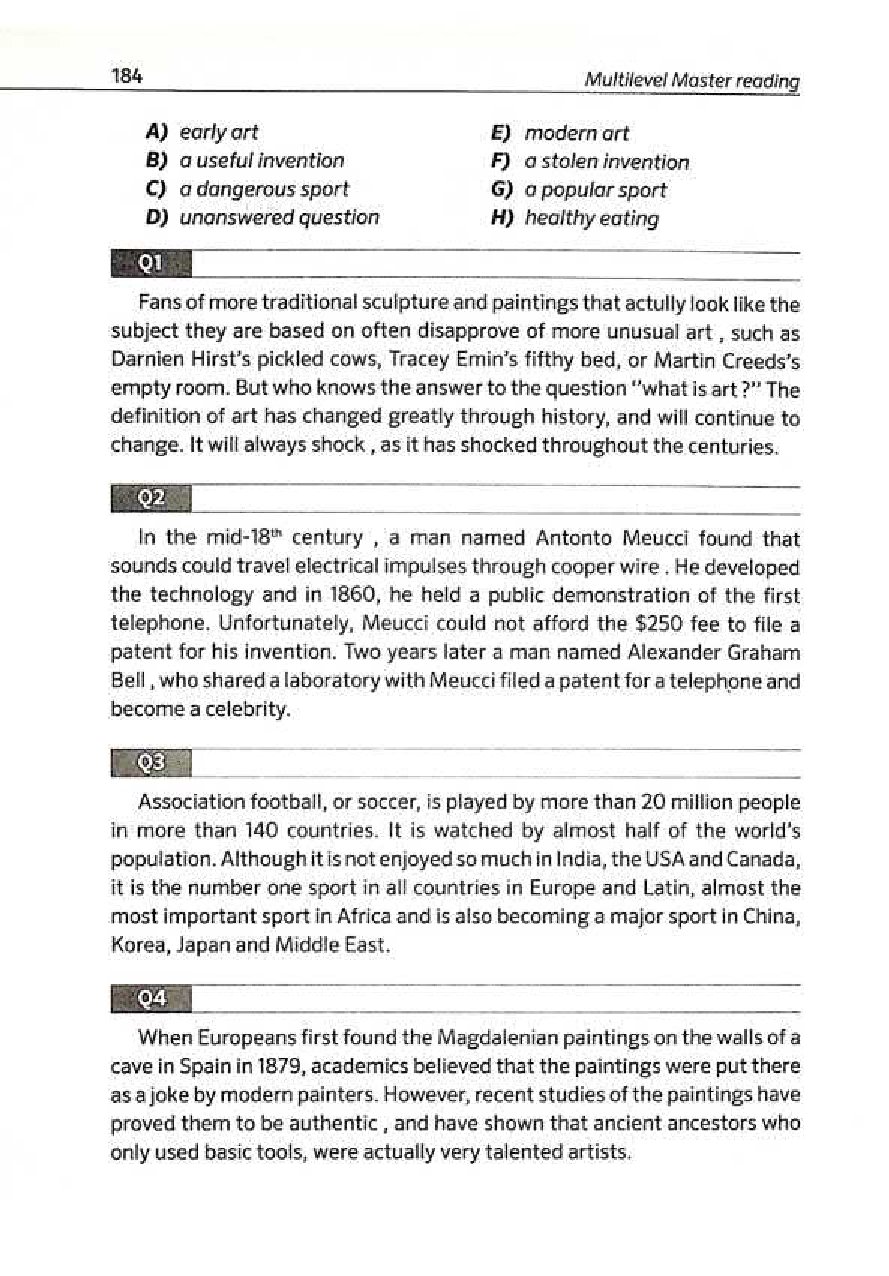 184
Multilevel Master reading
A) early art
B) a useful invention
C) a dangerous sport
D) unanswered question
E) modern art
F) a stolen invention
G) a popular sport
H) healthy eating
Q1
Fans of more traditional sculpture and paintings that actully look like the
subject they are based on often disapprove of more unusual art , such as
Darnien Hirst's pickled cows, Tracey Emin's fifthy bed, or Martin Creeds's
empty room. But who knows the answer to the question "what is art ?" The
definition of art has changed greatly through history, and will continue to
change. It will always shock , as it has shocked throughout the centuries.
Q2
In the mid-18th century , a man named Antonto Meucci found that
sounds could travel electrical impulses through cooper wire . He developed
the technology and in 1860, he held a public demonstration of the first
telephone. Unfortunately, Meucci could not afford the $250 fee to file a
patent for his invention. Two years later a man named Alexander Graham
Bell , who shared a laboratory with Meucci filed a patent for a telephone and
become a celebrity.
Q3
Association football, or soccer, is played by more than 20 million people
in more than 140 countries. It is watched by almost half of the world's
population. Although it is not enjoyed so much in India, the USA and Canada,
it is the number one sport in all countries in Europe and Latin, almost the
most important sport in Africa and is also becoming a major sport in China,
Korea, Japan and Middle East.
Q4
When Europeans first found the Magdalenian paintings on the walls of a
cave in Spain in 1879, academics believed that the paintings were put there
as a joke by modern painters. However, recent studies of the paintings have
proved them to be authentic , and have shown that ancient ancestors who
only used basic tools, were actually very talented artists.